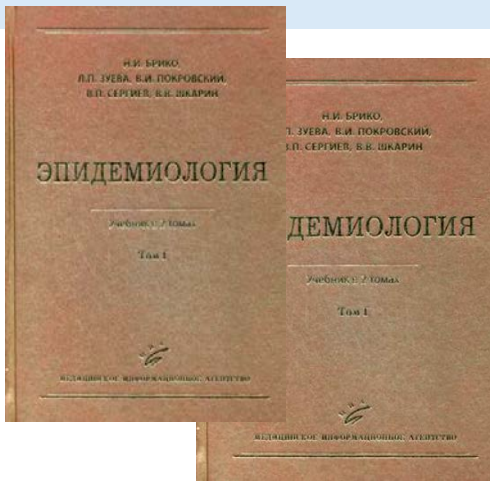 Н.И. БРИКО,
Л.П. ЗУЕВА, В.И. ПОКРОВСКИЙ,
В.П. СЕРГИЕВ, В.В. ШКАРИН
ЭПИДЕМИОЛОГИЯ
Учебник в 2 томах
Том 1
МЕДИЦИНСКОЕ ИНФОРМАЦИОННОЕ АГЕНТСТВО
Н.И. БРИКО,
П. ЗУЕВА, В.И. ПОКРОВСКИЙ,
В.П. СЕРГИЕВ, В.В. ШКАРИН
ДЕМИОЛОГИЯ
Учебник в 2 томах
Том 1
МЕДИЦИНСКОЕ ИНФОРМАЦИОННОЕ АГЕНТСТВО